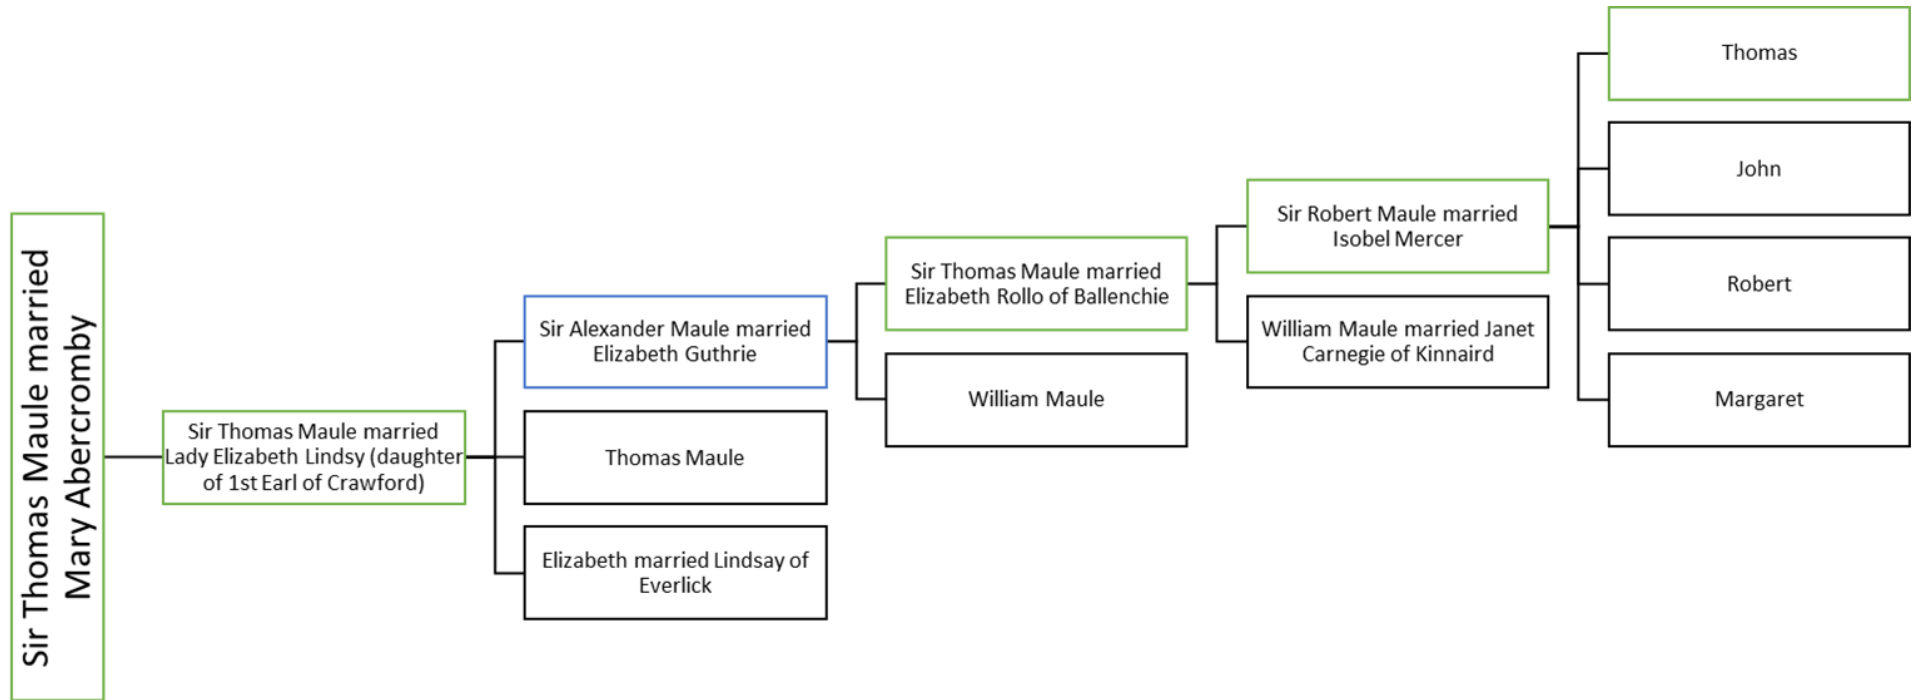 Sir Thomas Maule married
Mary Abercromby
Sir Thomas Maule married
Lady Elizabeth Lindsy (daughter
of 1st Earl of Crawford)
Sir Alexander Maule married
Elizabeth Guthrie
Thomas Maule
Elizabeth married Lindsay of
Everlick
Sir Thomas Maule married
Elizabeth Rollo of Ballenchie
William Maule
Sir Robert Maule married
Isobel Mercer
William Maule married Janet
Carnegie of Kinnaird
Thomas
John
Robert
Margaret